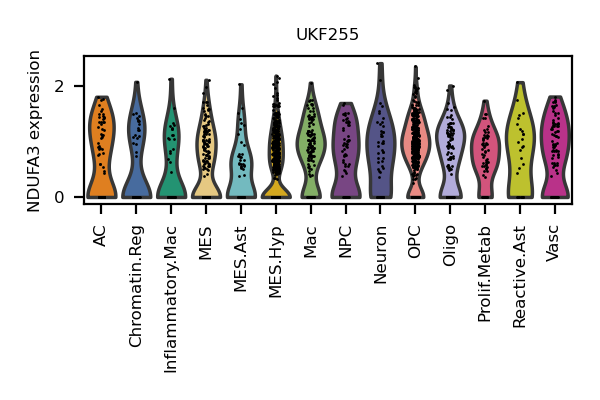 UKF255
NDUFA3 expression
2
0
AC
Chromatin.Reg
Inflammatory.Mac
MES
MES.Ast
MES.Hyp
Mac
NPC
Neuron
OPC
Oligo
Prolif.Metab
Reactive.Ast
Vasc